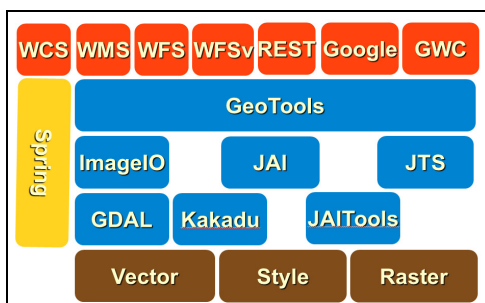 WCS WMS WFS WFSv REST Google GWC
Spring
GeoTools
ImageIO JAI JTS
GDAL Kakadu JAITools
Vector Style Raster